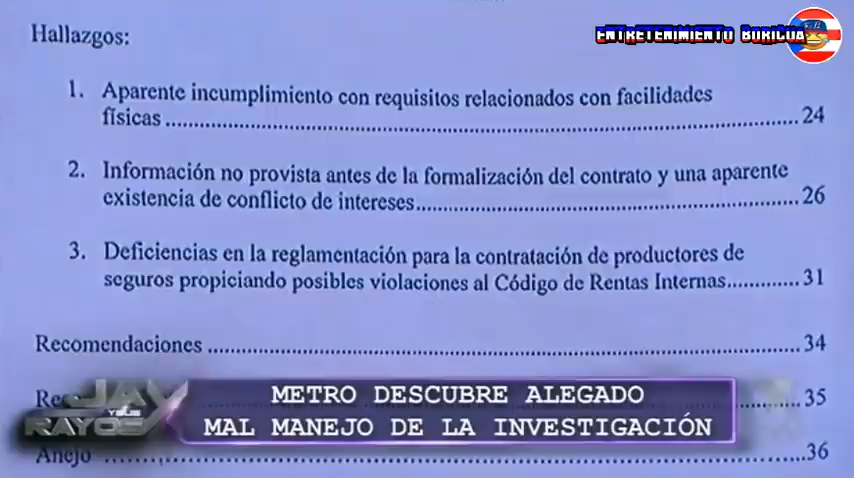 ENTRETENIMIENTO BORICUA
Hallazgos:
1. Aparente incumplimiento con requisitos relacionados con facilidades
físicas ........ 24
2. Información no provista antes de la formalización del contrato y una aparente
existencia de conflicto de intereses ........ 26
3. Deficiencias en la reglamentación para la contratación de productores de
seguros propiciando posibles violaciones al Código de Rentas Internas ........ 31
Recomendaciones ........ 34
........ 35
JAY
Y SUS
RAYOS X
METRO DESCUBRE ALEGADO
MAL MANEJO DE LA INVESTIGACIÓN
Anejo ........ 36